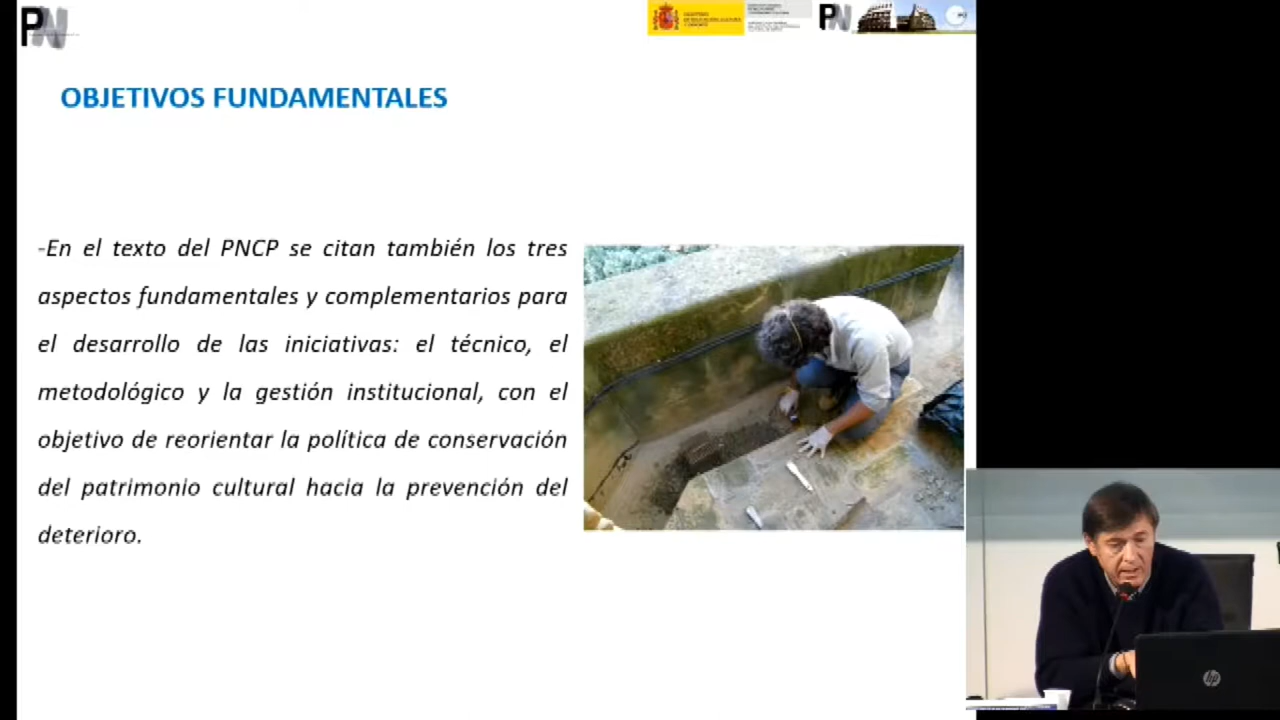 PN
PN
OBJETIVOS FUNDAMENTALES
-En el texto del PNCP se citan también los tres
aspectos fundamentales y complementarios para
el desarrollo de las iniciativas: el técnico, el
metodológico y la gestión institucional, con el
objetivo de reorientar la política de conservación
del patrimonio cultural hacia la prevención del
deterioro.
hp